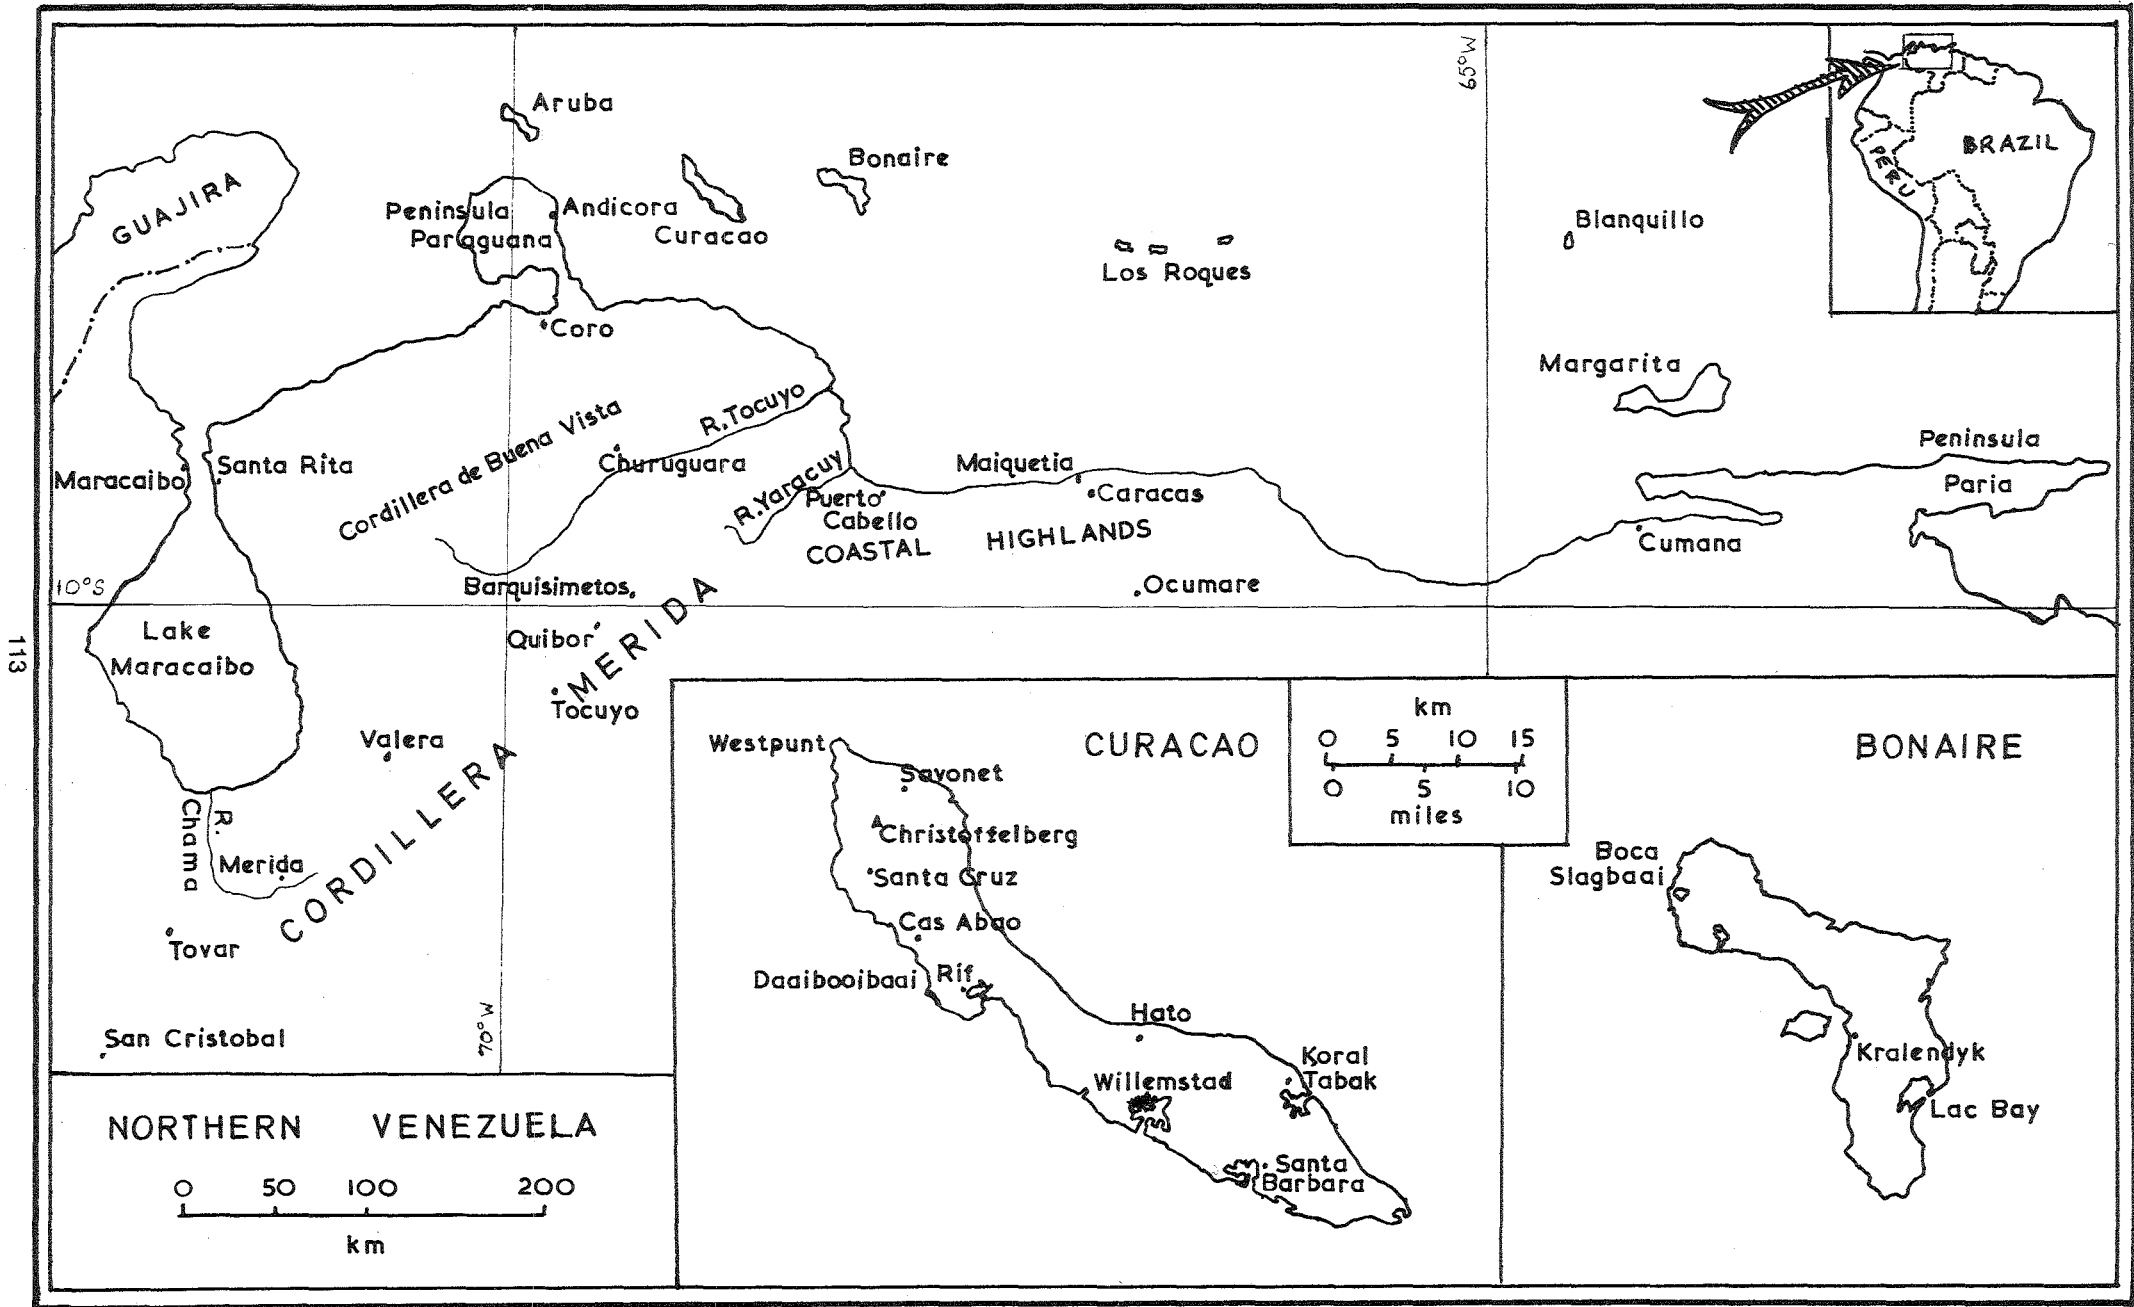 113
65°W
BRAZIL
PERU
Aruba
Bonaire
GUAJIRA
Peninsula
Paraguana
Andicora
Curacao
Blanquillo
Los Roques
Coro
Margarita
R. Tocuyo
Cordillera de Buena Vista
Peninsula
Paria
Maracaibo
Santa Rita
Churuguara
R. Yaracuy
Maiquetia
Caracas
Puerto
Cabello
COASTAL HIGHLANDS
Cumana
10°S
Barquisimetos
Ocumare
Lake
Maracaibo
Quibor
CORDILLERA MERIDA
Tocuyo
Valera
R. Chama
Merida
Tovar
San Cristobal
70°W
NORTHERN VENEZUELA
0 50 100 200
km
CURACAO
Westpunt
Savonet
Christoffelberg
Santa Cruz
Cas Abao
Daaibooibaai
Rif
Hato
Koral
Tabak
Willemstad
Santa
Barbara
km
0 5 10 15
0 5 10
miles
BONAIRE
Boca
Slagbaai
Kralendyk
Lac Bay